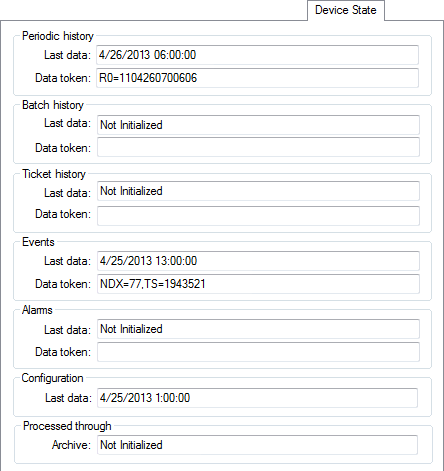 Device State
Periodic history
Last data: 4/26/2013 06:00:00
Data token: R0=1104260700606
Batch history
Last data: Not Initialized
Data token:
Ticket history
Last data: Not Initialized
Data token:
Events
Last data: 4/25/2013 13:00:00
Data token: NDX=77,TS=1943521
Alarms
Last data: Not Initialized
Data token:
Configuration
Last data: 4/25/2013 1:00:00
Processed through
Archive: Not Initialized